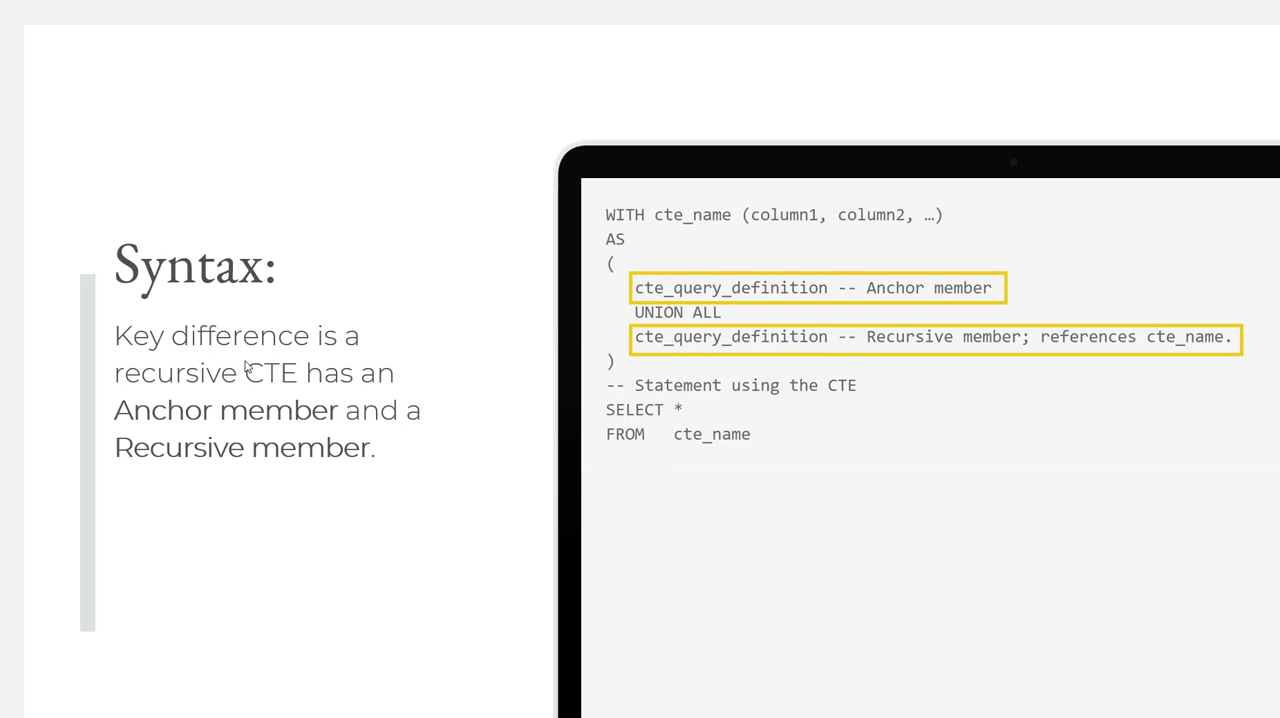 Syntax:
Key difference is a
recursive CTE has an
Anchor member and a
Recursive member.
WITH cte_name (column1, column2, …)
AS
(
cte_query_definition -- Anchor member
UNION ALL
cte_query_definition -- Recursive member; references cte_name.
)
-- Statement using the CTE
SELECT *
FROM   cte_name